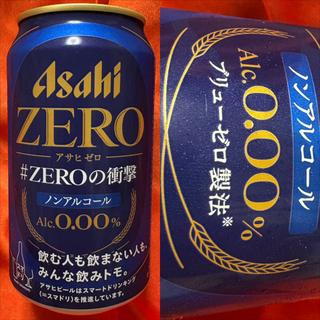 Asahi
ZERO
アサヒゼロ
#ZEROの衝撃
ノンアルコール
Alc.0.00%
飲む人も飲まない人も、
みんな飲みトモ。
アサヒビールはスマートドリンキング
(=スマドリ)を推進しています。
ノンアルコール
Alc.0.00%
ブリューゼロ製法※